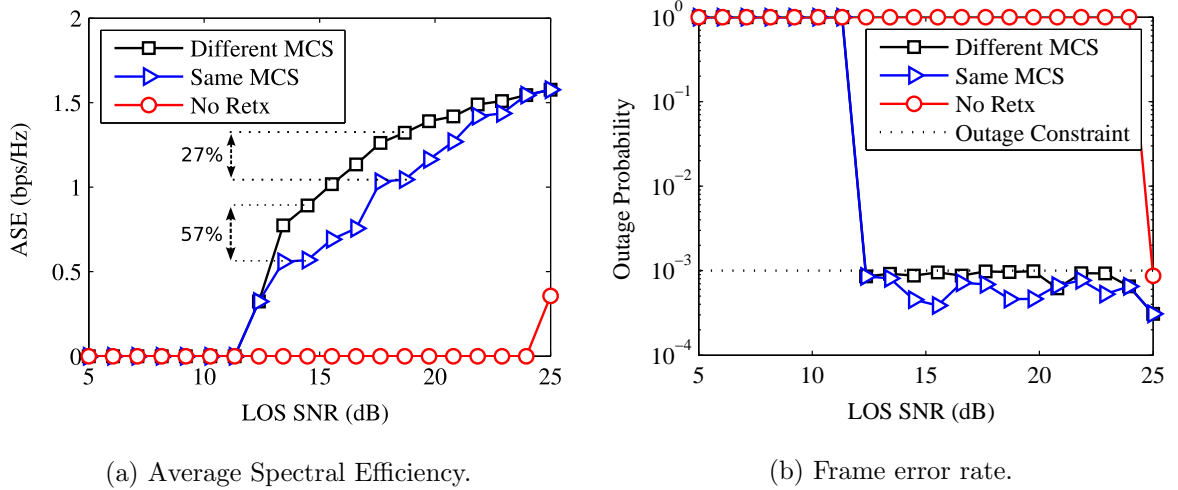 2
1.5
1
0.5
0
5
10
15
20
25
ASE (bps/Hz)
LOS SNR (dB)
Different MCS
Same MCS
No Retx
27%
57%
(a) Average Spectral Efficiency.
10^0
10^−1
10^−2
10^−3
10^−4
5
10
15
20
25
Outage Probability
LOS SNR (dB)
Different MCS
Same MCS
No Retx
Outage Constraint
(b) Frame error rate.